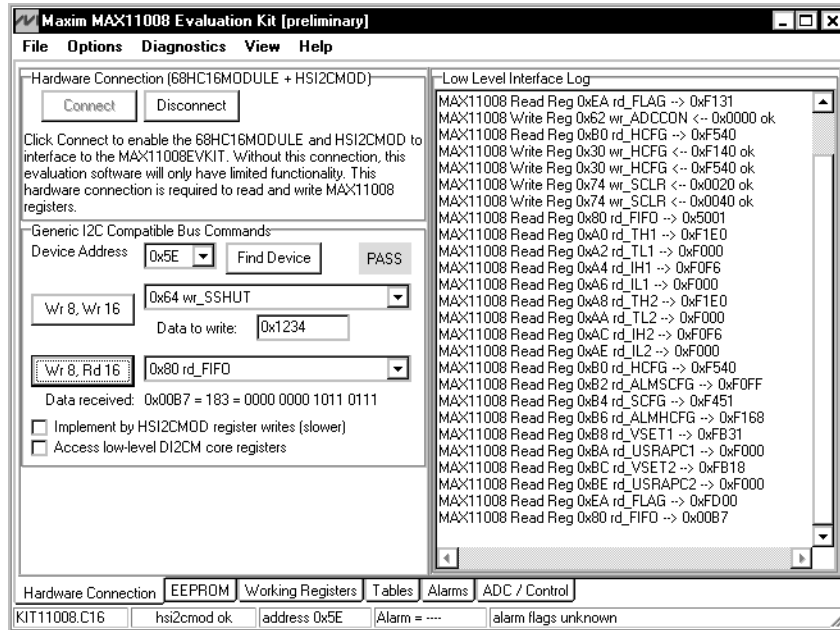 Maxim MAX11008 Evaluation Kit [preliminary]
File Options Diagnostics View Help
Hardware Connection (68HC16MODULE + HSI2CMOD)
Connect Disconnect
Click Connect to enable the 68HC16MODULE and HSI2CMOD to
interface to the MAX11008EVKIT. Without this connection, this
evaluation software will only have limited functionality. This
hardware connection is required to read and write MAX11008
registers.
Generic I2C Compatible Bus Commands
Device Address 0x5E Find Device PASS
Wr 8, Wr 16 0x64 wr_SSHUT
Data to write: 0x1234
Wr 8, Rd 16 0x80 rd_FIFO
Data received: 0x00B7 = 183 = 0000 0000 1011 0111
Implement by HSI2CMOD register writes (slower)
Access low-level DI2CM core registers
Low Level Interface Log
MAX11008 Read Reg 0xEA rd_FLAG --> 0xF131
MAX11008 Write Reg 0x62 wr_ADCCON <-- 0x0000 ok
MAX11008 Read Reg 0xB0 rd_HCFG --> 0xF540
MAX11008 Write Reg 0x30 wr_HCFG <-- 0xF140 ok
MAX11008 Write Reg 0x30 wr_HCFG <-- 0xF540 ok
MAX11008 Write Reg 0x74 wr_SCLR <-- 0x0020 ok
MAX11008 Write Reg 0x74 wr_SCLR <-- 0x0040 ok
MAX11008 Read Reg 0x80 rd_FIFO --> 0x5001
MAX11008 Read Reg 0xA0 rd_TH1 --> 0xF1E0
MAX11008 Read Reg 0xA2 rd_TL1 --> 0xF000
MAX11008 Read Reg 0xA4 rd_IH1 --> 0xF0F6
MAX11008 Read Reg 0xA6 rd_IL1 --> 0xF000
MAX11008 Read Reg 0xA8 rd_TH2 --> 0xF1E0
MAX11008 Read Reg 0xAA rd_TL2 --> 0xF000
MAX11008 Read Reg 0xAC rd_IH2 --> 0xF0F6
MAX11008 Read Reg 0xAE rd_IL2 --> 0xF000
MAX11008 Read Reg 0xB0 rd_HCFG --> 0xF540
MAX11008 Read Reg 0xB2 rd_ALMSCFG --> 0xF0FF
MAX11008 Read Reg 0xB4 rd_SCFG --> 0xF451
MAX11008 Read Reg 0xB6 rd_ALMHCFG --> 0xF168
MAX11008 Read Reg 0xB8 rd_VSET1 --> 0xFB31
MAX11008 Read Reg 0xBA rd_USRAPC1 --> 0xF000
MAX11008 Read Reg 0xBC rd_VSET2 --> 0xFB18
MAX11008 Read Reg 0xBE rd_USRAPC2 --> 0xF000
MAX11008 Read Reg 0xEA rd_FLAG --> 0xFD00
MAX11008 Read Reg 0x80 rd_FIFO --> 0x00B7
Hardware Connection EEPROM Working Registers Tables Alarms ADC / Control
KIT11008.C16 hsi2cmod ok address 0x5E Alarm = ---- alarm flags unknown